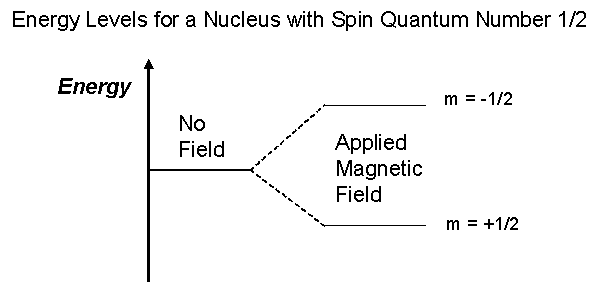 Energy Levels for a Nucleus with Spin Quantum Number 1/2
Energy
No
Field
Applied
Magnetic
Field
m = -1/2
m = +1/2